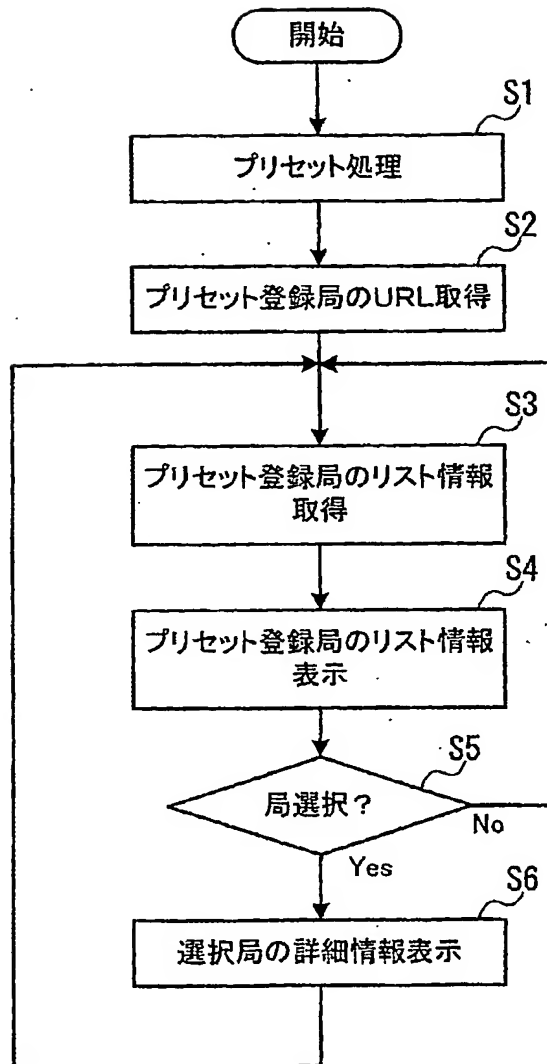 開始
S1
プリセット処理
S2
プリセット登録局のURL取得
S3
プリセット登録局のリスト情報
取得
S4
プリセット登録局のリスト情報
表示
S5
局選択？
No
Yes
S6
選択局の詳細情報表示